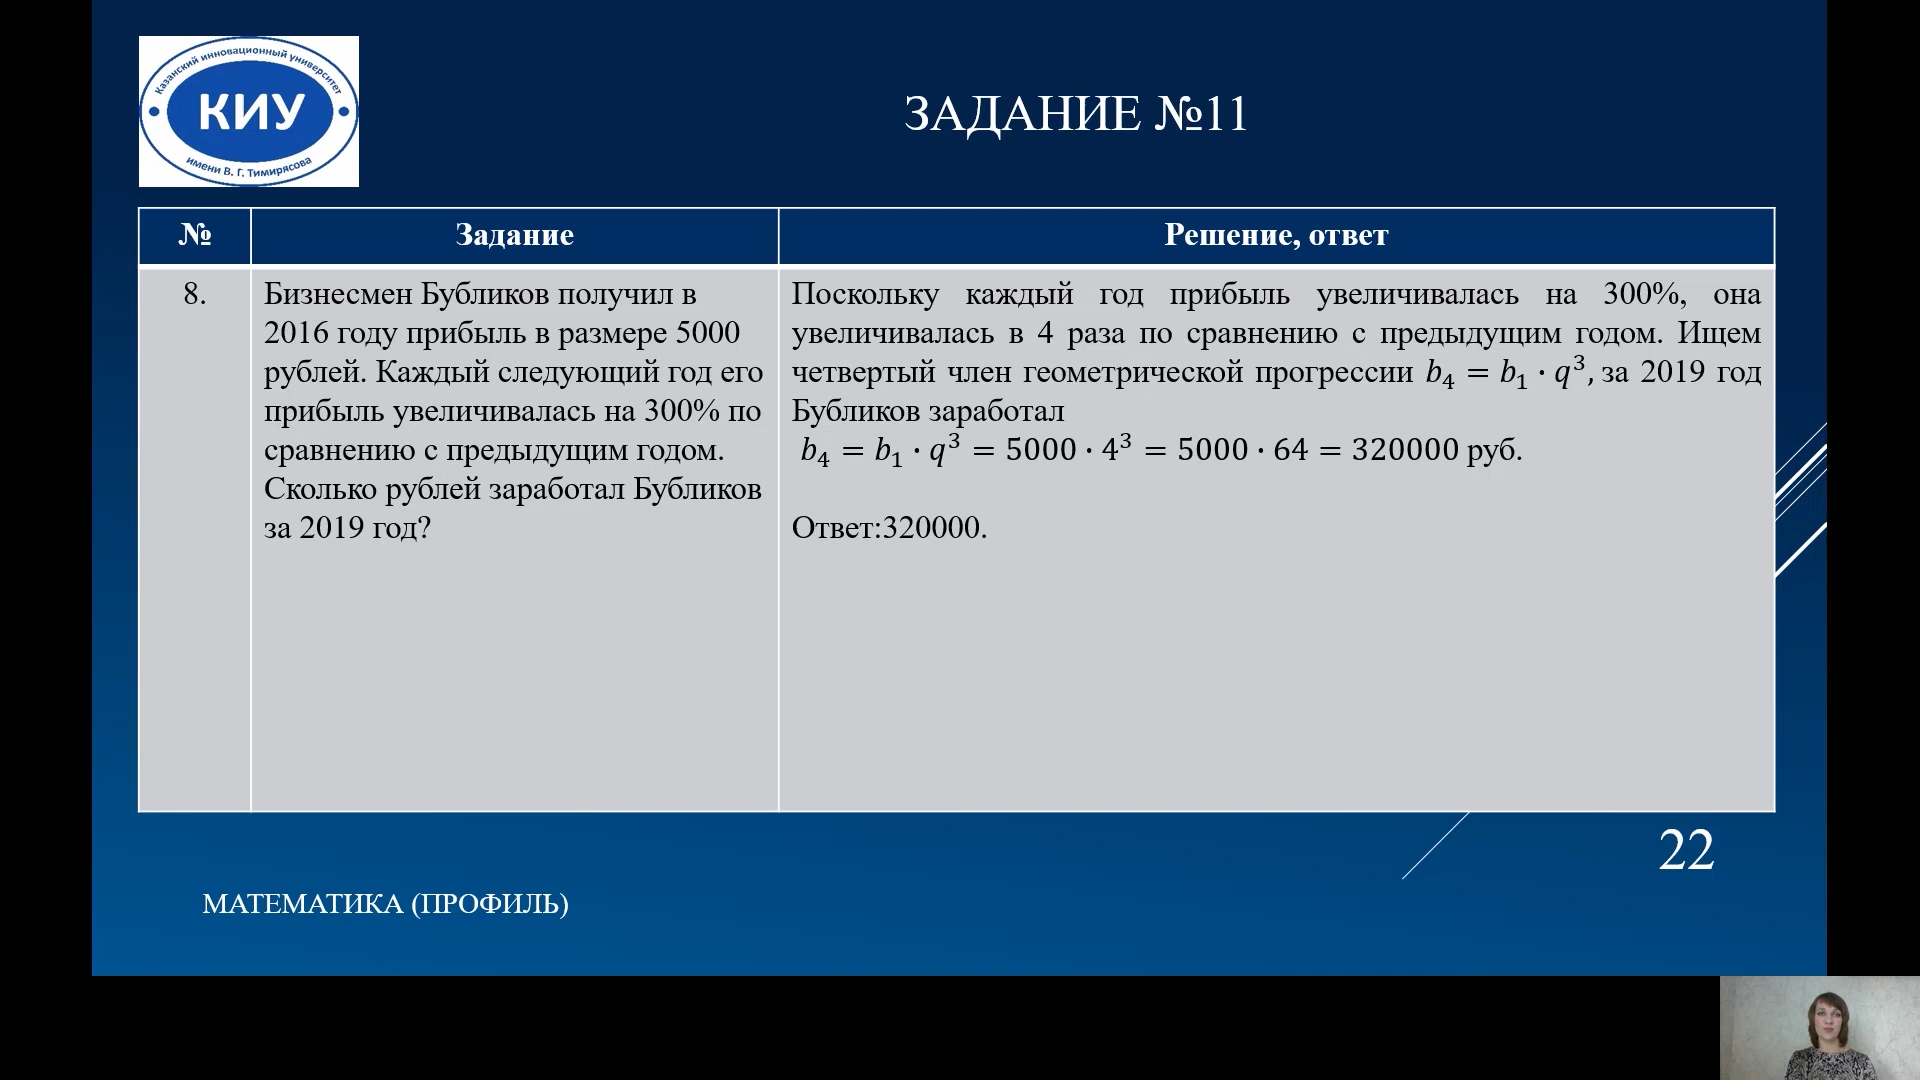 Казанский инновационный университет
КИУ
имени В. Г. Тимирясова
ЗАДАНИЕ №11
№
Задание
Решение, ответ
8.
Бизнесмен Бубликов получил в
2016 году прибыль в размере 5000
рублей. Каждый следующий год его
прибыль увеличивалась на 300% по
сравнению с предыдущим годом.
Сколько рублей заработал Бубликов
за 2019 год?
Поскольку каждый год прибыль увеличивалась на 300%, она
увеличивалась в 4 раза по сравнению с предыдущим годом. Ищем
четвертый член геометрической прогрессии b₄ = b₁ · q³, за 2019 год
Бубликов заработал
b₄ = b₁ · q³ = 5000 · 4³ = 5000 · 64 = 320000 руб.
Ответ:320000.
22
МАТЕМАТИКА (ПРОФИЛЬ)